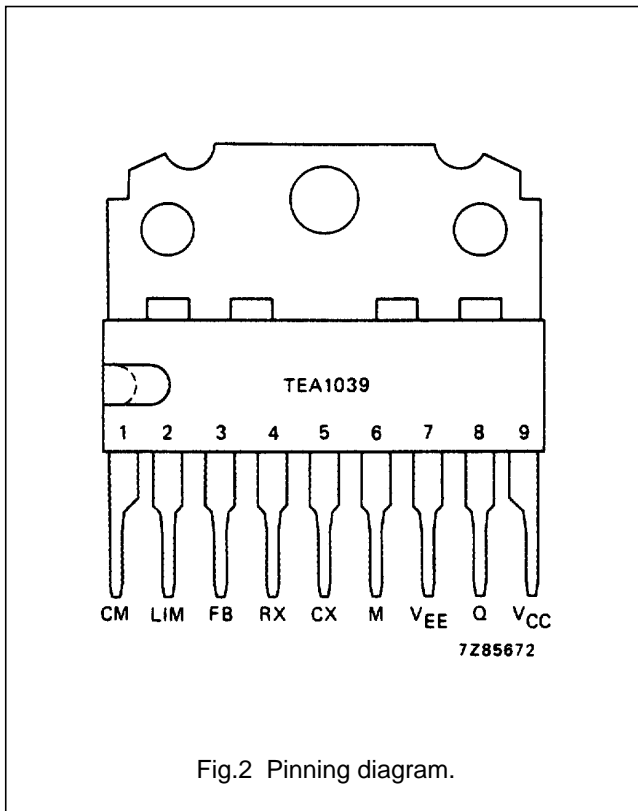 TEA1039
1 2 3 4 5 6 7 8 9
CM LIM FB RX CX M VEE Q VCC
7Z85672
Fig.2 Pinning diagram.